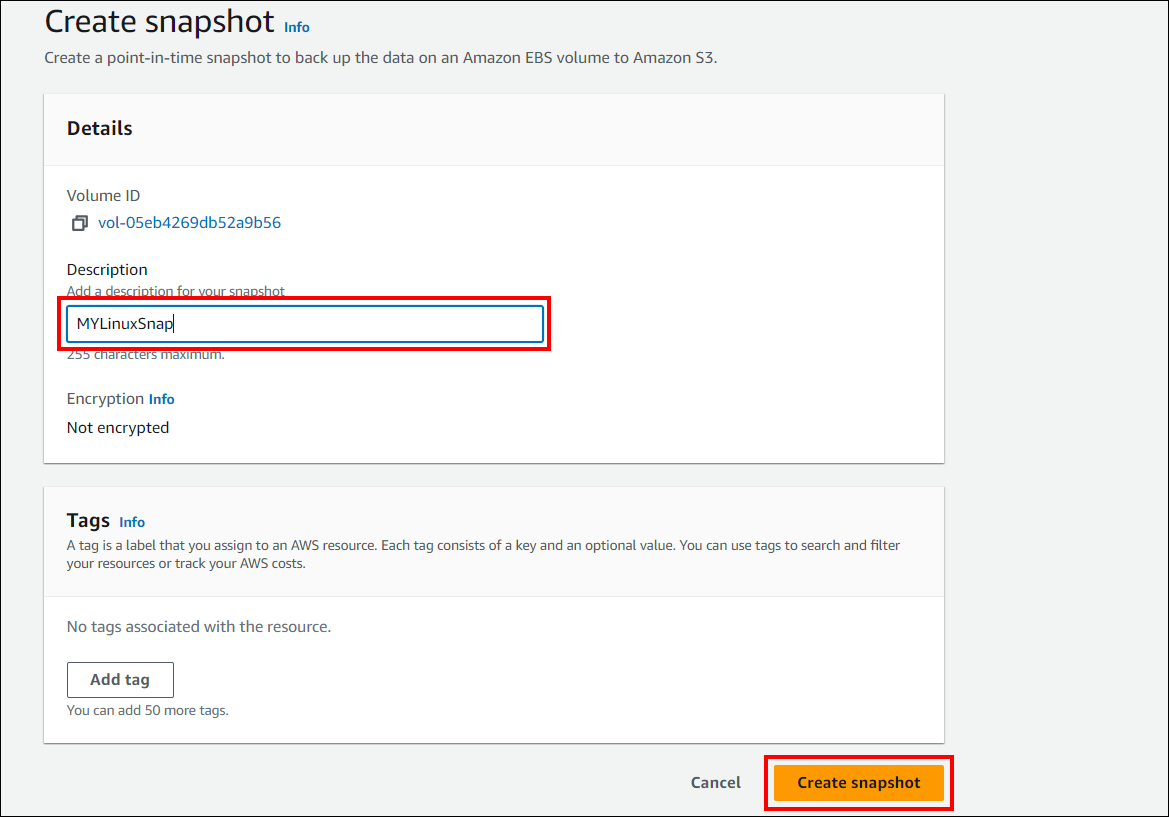 Create snapshot Info
Create a point-in-time snapshot to back up the data on an Amazon EBS volume to Amazon S3.
Details
Volume ID
vol-05eb4269db52a9b56
Description
Add a description for your snapshot
MYLinuxSnap
255 characters maximum.
Encryption Info
Not encrypted
Tags Info
A tag is a label that you assign to an AWS resource. Each tag consists of a key and an optional value. You can use tags to search and filter
your resources or track your AWS costs.
No tags associated with the resource.
Add tag
You can add 50 more tags.
Cancel Create snapshot